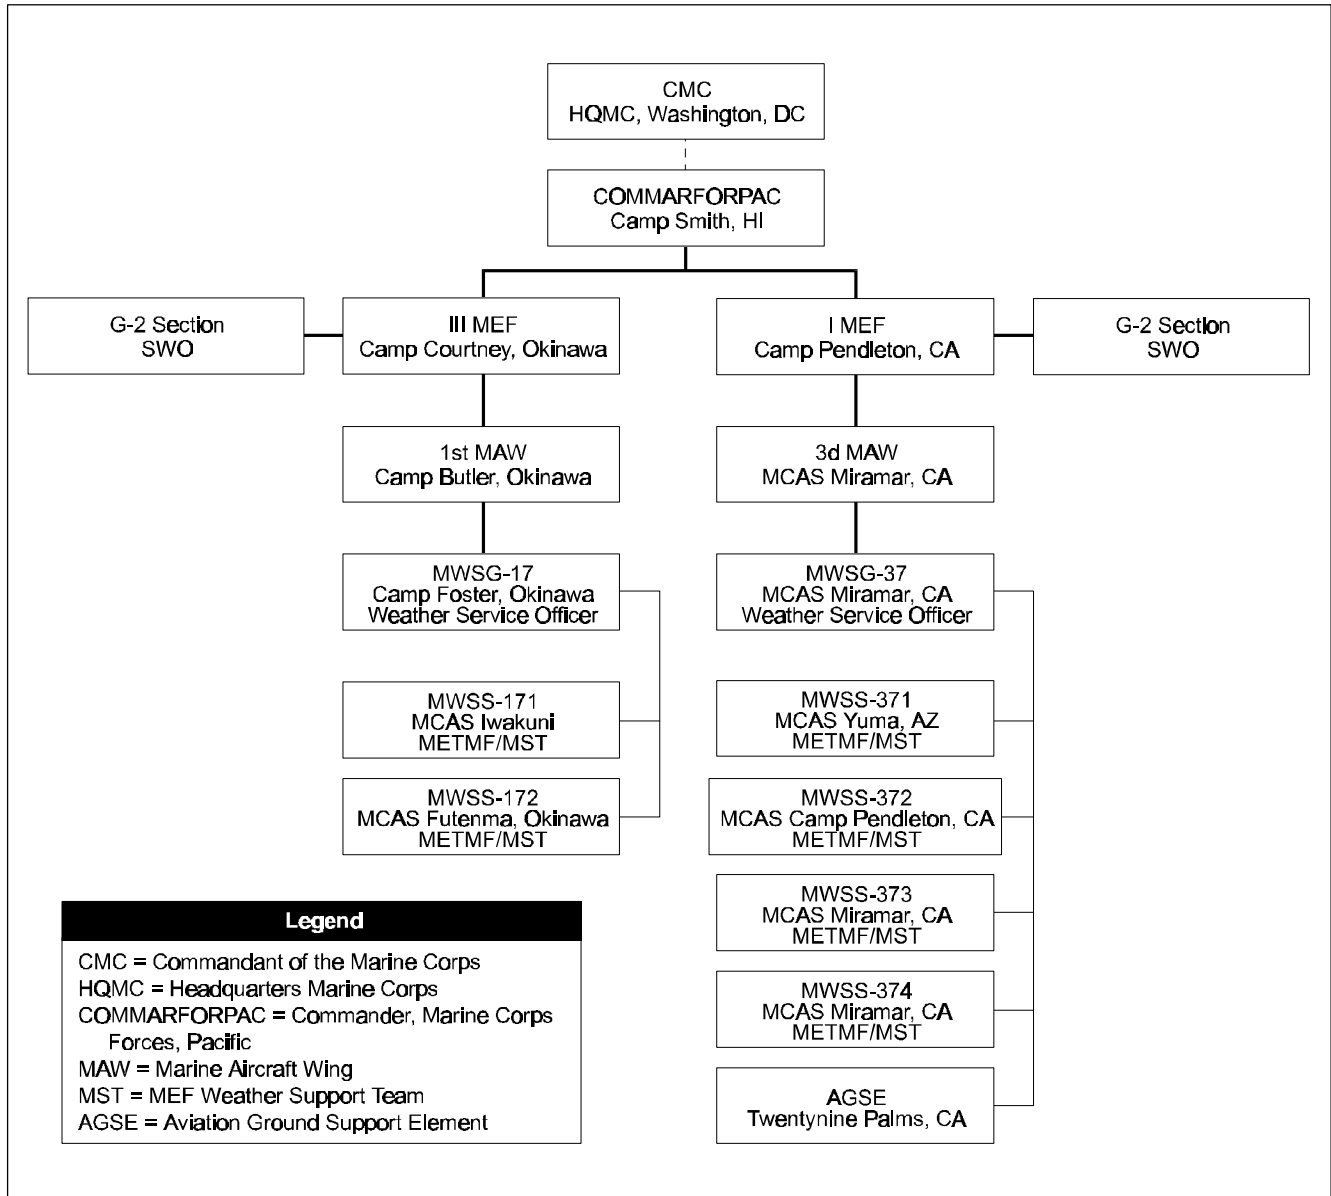 CMC
HQMC, Washington, DC
COMMARFORPAC
Camp Smith, HI
G-2 Section
SWO
III MEF
Camp Courtney, Okinawa
I MEF
Camp Pendleton, CA
G-2 Section
SWO
1st MAW
Camp Butler, Okinawa
3d MAW
MCAS Miramar, CA
MWSG-17
Camp Foster, Okinawa
Weather Service Officer
MWSG-37
MCAS Miramar, CA
Weather Service Officer
MWSS-171
MCAS Iwakuni
METMF/MST
MWSS-371
MCAS Yuma, AZ
METMF/MST
MWSS-172
MCAS Futenma, Okinawa
METMF/MST
MWSS-372
MCAS Camp Pendleton, CA
METMF/MST
MWSS-373
MCAS Miramar, CA
METMF/MST
MWSS-374
MCAS Miramar, CA
METMF/MST
AGSE
Twentynine Palms, CA
Legend
CMC = Commandant of the Marine Corps
HQMC = Headquarters Marine Corps
COMMARFORPAC = Commander, Marine Corps
Forces, Pacific
MAW = Marine Aircraft Wing
MST = MEF Weather Support Team
AGSE = Aviation Ground Support Element